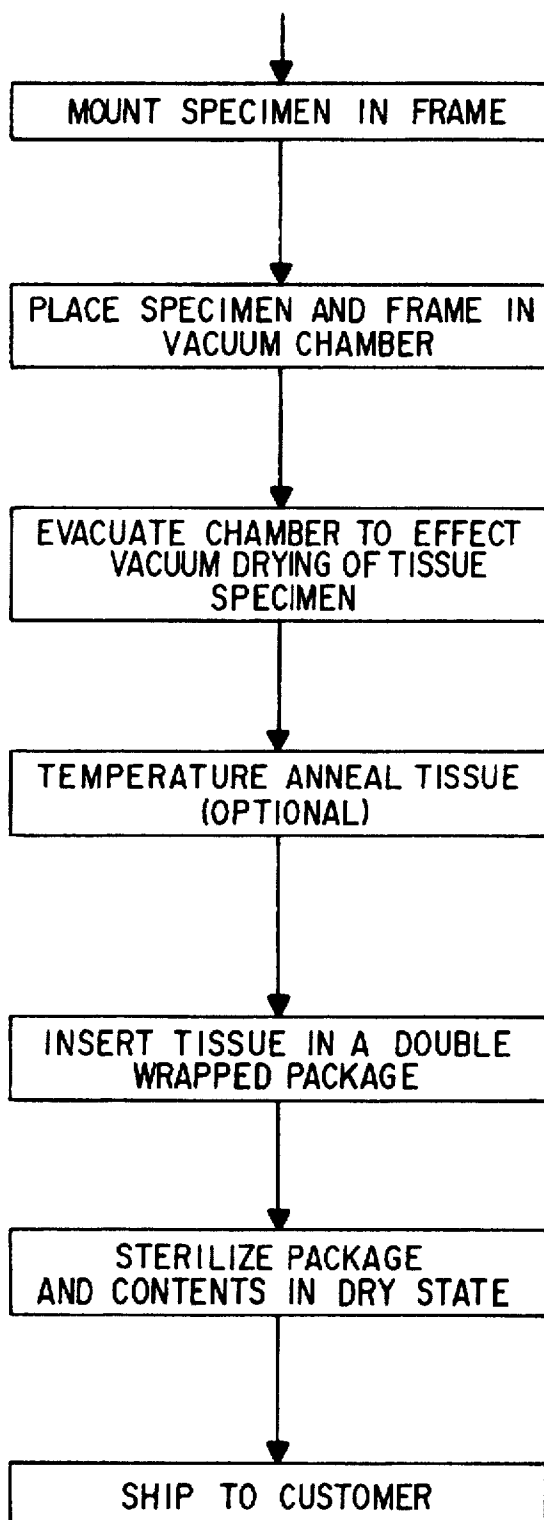 MOUNT SPECIMEN IN FRAME
PLACE SPECIMEN AND FRAME IN
VACUUM CHAMBER
EVACUATE CHAMBER TO EFFECT
VACUUM DRYING OF TISSUE
SPECIMEN
TEMPERATURE ANNEAL TISSUE
(OPTIONAL)
INSERT TISSUE IN A DOUBLE
WRAPPED PACKAGE
STERILIZE PACKAGE
AND CONTENTS IN DRY STATE
SHIP TO CUSTOMER